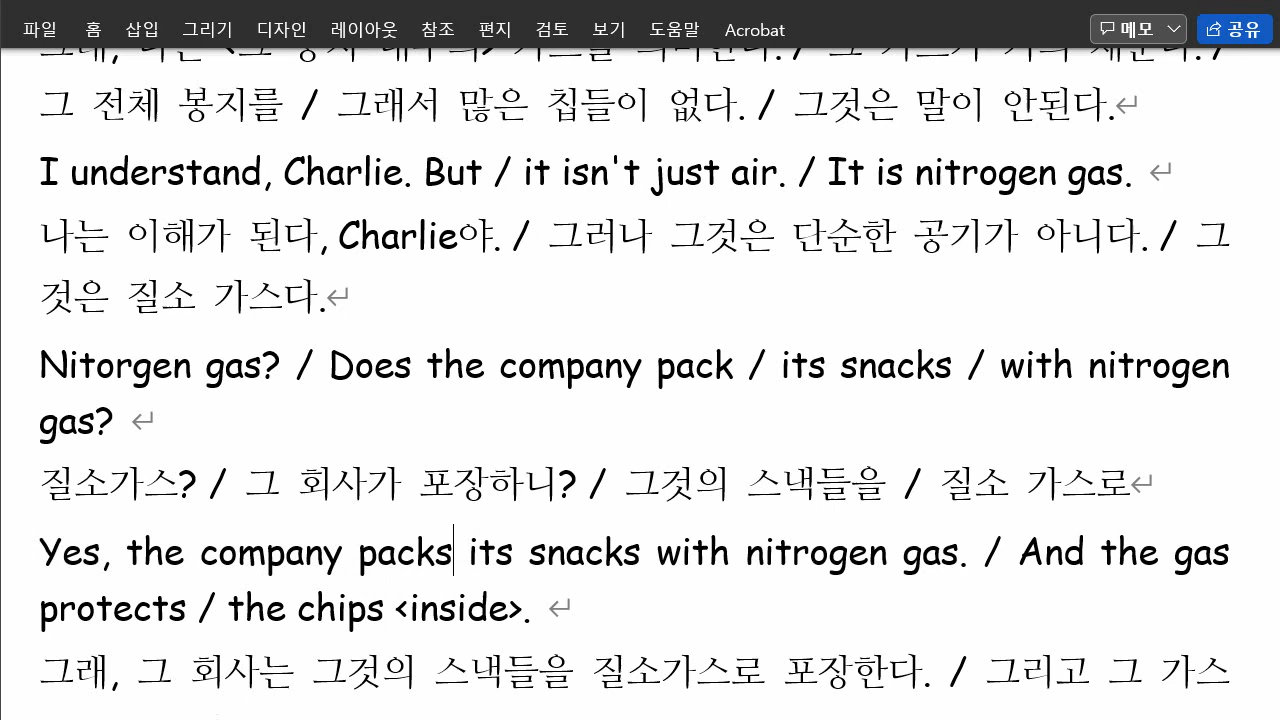 파일 홈 삽입 그리기 디자인 레이아웃 참조 편지 검토 보기 도움말 Acrobat 메모 공유
그 전체 봉지를 / 그래서 많은 칩들이 없다. / 그것은 말이 안된다.↵
I understand, Charlie. But / it isn't just air. / It is nitrogen gas. ↵
나는 이해가 된다, Charlie야. / 그러나 그것은 단순한 공기가 아니다. / 그
것은 질소 가스다.↵
Nitorgen gas? / Does the company pack / its snacks / with nitrogen
gas? ↵
질소가스? / 그 회사가 포장하니? / 그것의 스낵들을 / 질소 가스로↵
Yes, the company packs its snacks with nitrogen gas. / And the gas
protects / the chips <inside>. ↵
그래, 그 회사는 그것의 스낵들을 질소가스로 포장한다. / 그리고 그 가스